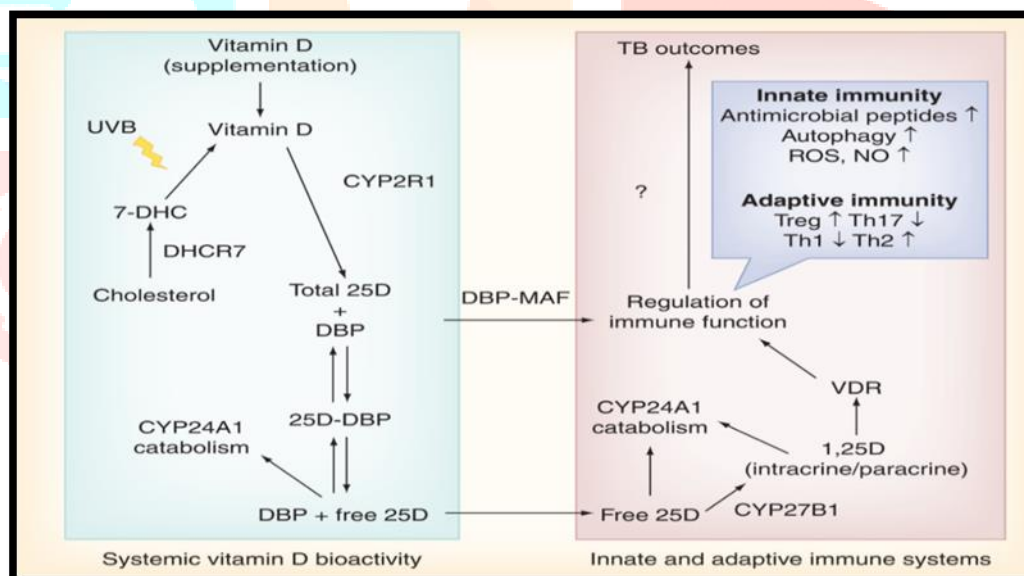 Vitamin D
(supplementation)
UVB
Vitamin D
CYP2R1
7-DHC
DHCR7
Cholesterol
Total 25D
+
DBP
25D-DBP
CYP24A1
catabolism
DBP + free 25D
Systemic vitamin D bioactivity
DBP-MAF
TB outcomes
Innate immunity
Antimicrobial peptides ↑
Autophagy ↑
ROS, NO ↑
Adaptive immunity
Treg ↑ Th17 ↓
Th1 ↓ Th2 ↑
?
Regulation of
immune function
VDR
CYP24A1
catabolism
1,25D
(intracrine/paracrine)
Free 25D
CYP27B1
Innate and adaptive immune systems